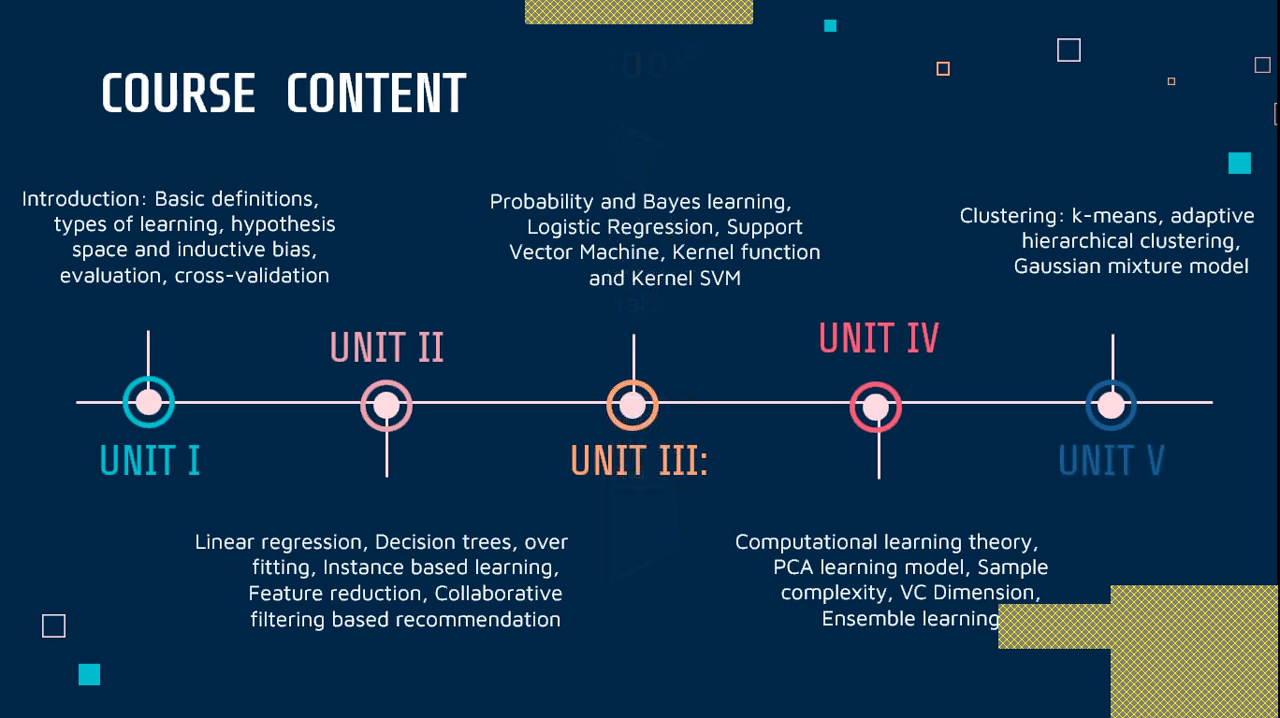 COURSE CONTENT
Introduction: Basic definitions,
types of learning, hypothesis
space and inductive bias,
evaluation, cross-validation
UNIT I
UNIT II
Linear regression, Decision trees, over
fitting, Instance based learning,
Feature reduction, Collaborative
filtering based recommendation
Probability and Bayes learning,
Logistic Regression, Support
Vector Machine, Kernel function
and Kernel SVM
UNIT III:
UNIT IV
Computational learning theory,
PCA learning model, Sample
complexity, VC Dimension,
Ensemble learning
Clustering: k-means, adaptive
hierarchical clustering,
Gaussian mixture model
UNIT V